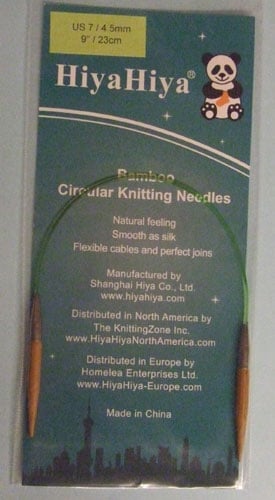 US 7 / 4.5mm
9" / 23cm
HiyaHiya®
Bamboo
Circular Knitting Needles
Natural feeling
Smooth as silk
Flexible cables and perfect joins
Manufactured by
Shanghai Hiya Co., Ltd.
www.hiyahiya.com
Distributed in North America by
The KnittingZone Inc.
www.HiyaHiyaNorthAmerica.com
Distributed in Europe by
Homelea Enterprises Ltd.
www.HiyaHiya-Europe.com
Made in China